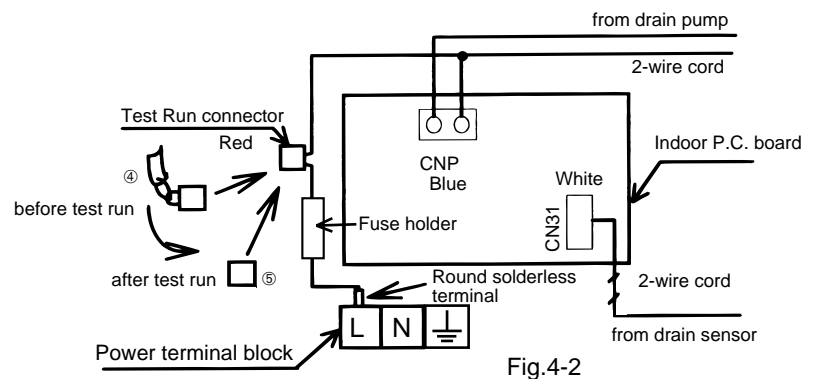 from drain pump
2-wire cord
Test Run connector
Red
Indoor P.C. board
CNP
Blue
White
④
CN31
before test run
Fuse holder
after test run
⑤
Round solderless
terminal
2-wire cord
L N
from drain sensor
Power terminal block
Fig.4-2